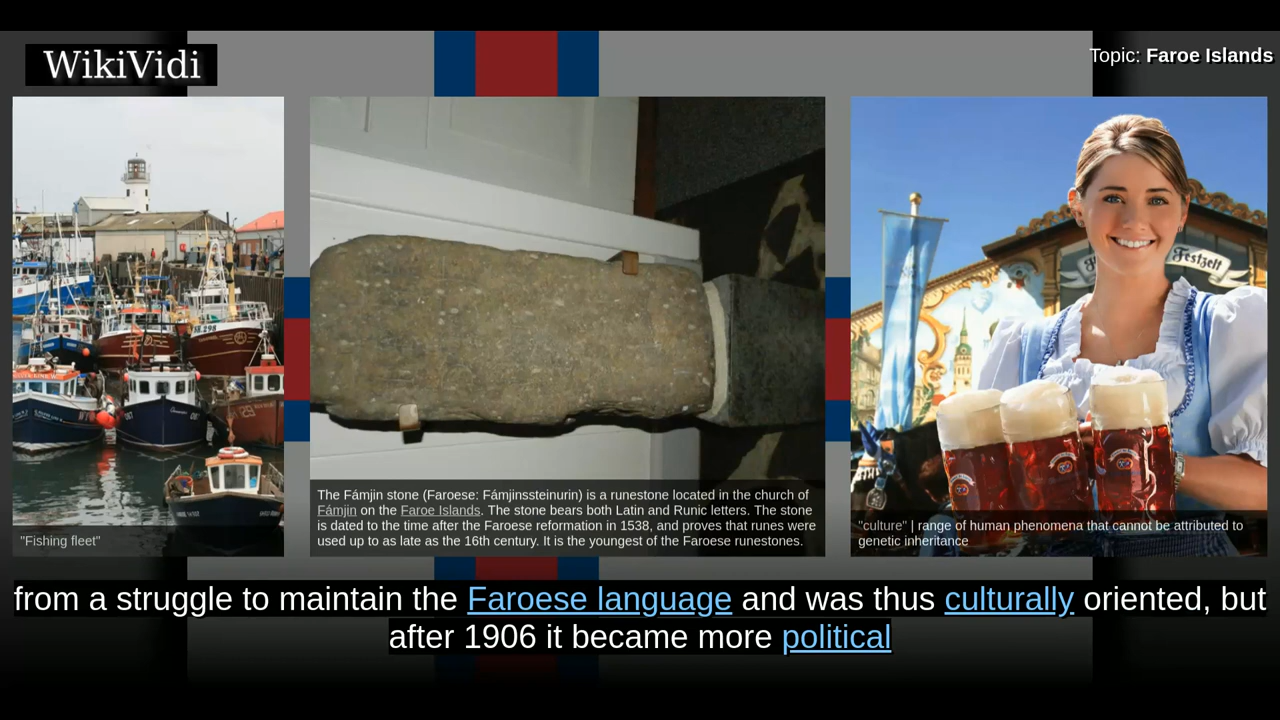 WikiVidi
Topic: Faroe Islands
Festzelt
"Fishing fleet"
The Fámjin stone (Faroese: Fámjinssteinurin) is a runestone located in the church of
Fámjin on the Faroe Islands. The stone bears both Latin and Runic letters. The stone
is dated to the time after the Faroese reformation in 1538, and proves that runes were
used up to as late as the 16th century. It is the youngest of the Faroese runestones.
"culture" | range of human phenomena that cannot be attributed to
genetic inheritance
from a struggle to maintain the Faroese language and was thus culturally oriented, but
after 1906 it became more political